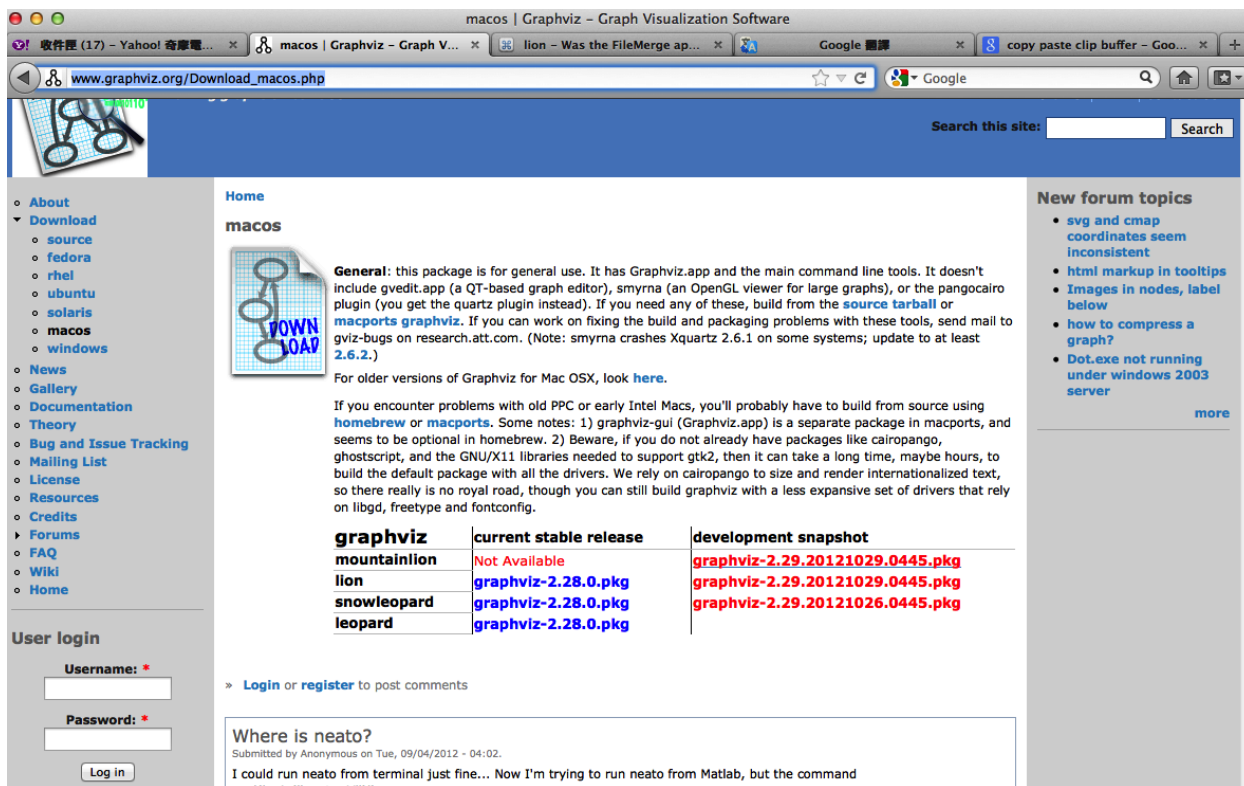 macos | Graphviz – Graph Visualization Software
收件匣 (17) – Yahoo! 奇摩電... ×
macos | Graphviz – Graph V... ×
lion – Was the FileMerge ap... ×
Google 翻譯 ×
copy paste clip buffer – Goo... ×
www.graphviz.org/Download_macos.php
Google
Search this site:
Search
About
Download
source
fedora
rhel
ubuntu
solaris
macos
windows
News
Gallery
Documentation
Theory
Bug and Issue Tracking
Mailing List
License
Resources
Credits
Forums
FAQ
Wiki
Home
User login
Username: *
Password: *
Log in
Home
macos
DOWN
LOAD
General: this package is for general use. It has Graphviz.app and the main command line tools. It doesn't
include gvedit.app (a QT-based graph editor), smyrna (an OpenGL viewer for large graphs), or the pangocairo
plugin (you get the quartz plugin instead). If you need any of these, build from the source tarball or
macports graphviz. If you can work on fixing the build and packaging problems with these tools, send mail to
gviz-bugs on research.att.com. (Note: smyrna crashes Xquartz 2.6.1 on some systems; update to at least
2.6.2.)
For older versions of Graphviz for Mac OSX, look here.
If you encounter problems with old PPC or early Intel Macs, you'll probably have to build from source using
homebrew or macports. Some notes: 1) graphviz-gui (Graphviz.app) is a separate package in macports, and
seems to be optional in homebrew. 2) Beware, if you do not already have packages like cairopango,
ghostscript, and the GNU/X11 libraries needed to support gtk2, then it can take a long time, maybe hours, to
build the default package with all the drivers. We rely on cairopango to size and render internationalized text,
so there really is no royal road, though you can still build graphviz with a less expansive set of drivers that rely
on libgd, freetype and fontconfig.
graphviz current stable release development snapshot
mountainlion Not Available graphviz-2.29.20121029.0445.pkg
lion graphviz-2.28.0.pkg graphviz-2.29.20121029.0445.pkg
snowleopard graphviz-2.28.0.pkg graphviz-2.29.20121026.0445.pkg
leopard graphviz-2.28.0.pkg
» Login or register to post comments
Where is neato?
Submitted by Anonymous on Tue, 09/04/2012 - 04:02.
I could run neato from terminal just fine... Now I'm trying to run neato from Matlab, but the command
New forum topics
svg and cmap
coordinates seem
inconsistent
html markup in tooltips
Images in nodes, label
below
how to compress a
graph?
Dot.exe not running
under windows 2003
server
more